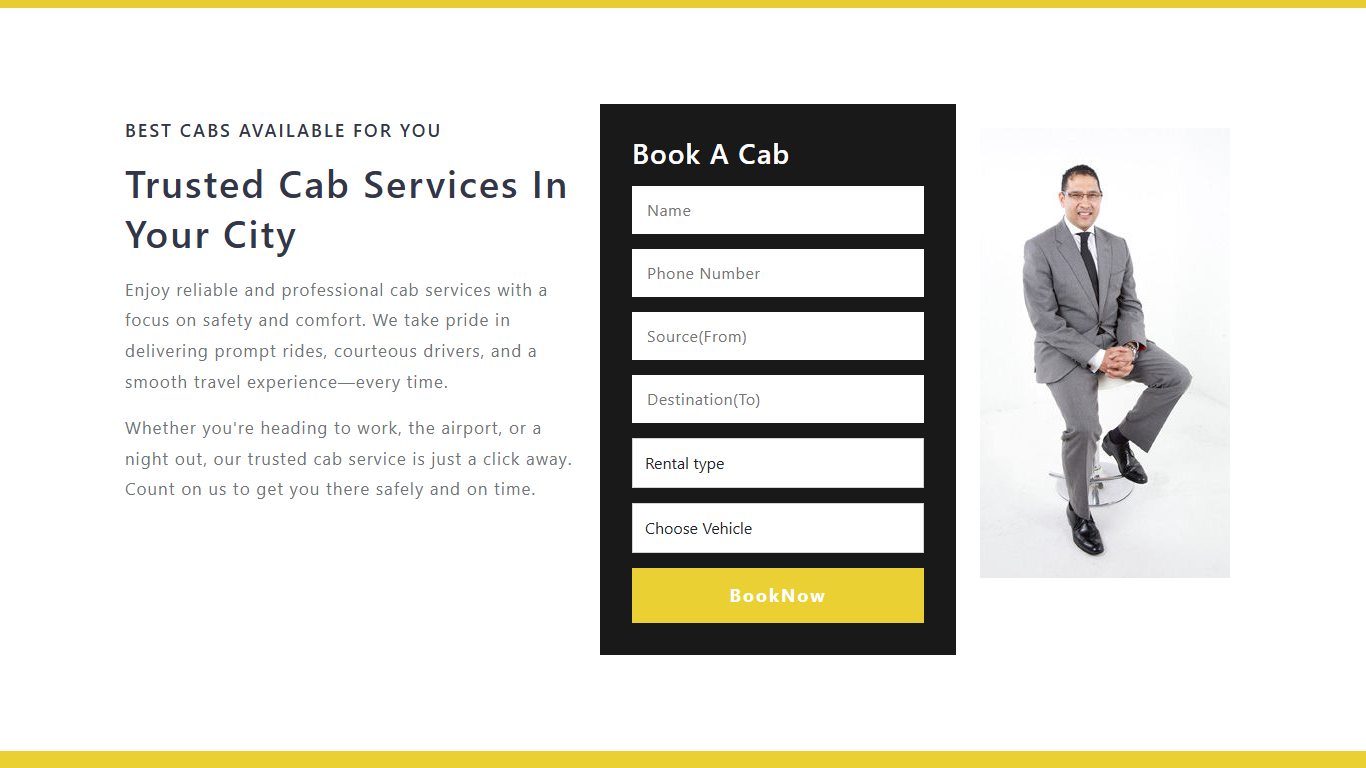 BEST CABS AVAILABLE FOR YOU
Trusted Cab Services In
Your City
Enjoy reliable and professional cab services with a
focus on safety and comfort. We take pride in
delivering prompt rides, courteous drivers, and a
smooth travel experience—every time.
Whether you're heading to work, the airport, or a
night out, our trusted cab service is just a click away.
Count on us to get you there safely and on time.
Book A Cab
Name
Phone Number
Source(From)
Destination(To)
Rental type
Choose Vehicle
BookNow